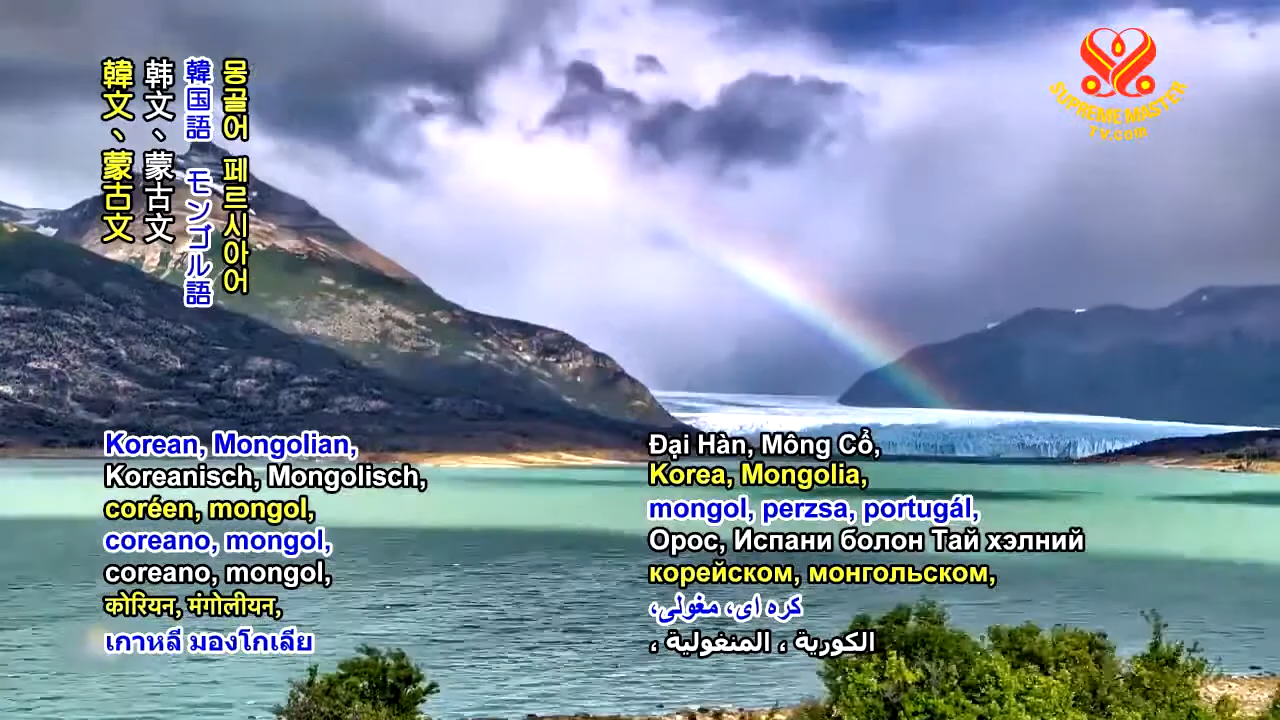 韓文、蒙古文
韩文、蒙古文
韓国語 モンゴル語
몽골어 페르시아어
SUPREME MASTER
TV.com
Korean, Mongolian,
Koreanisch, Mongolisch,
coréen, mongol,
coreano, mongol,
coreano, mongol,
कोरियन, मंगोलीयन,
เกาหลี มองโกเลีย
Đại Hàn, Mông Cổ,
Korea, Mongolia,
mongol, perzsa, portugál,
Орос, Испани болон Тай хэлний
корейском, монгольском,
کره ای، مغولی،
الكورية ، المنغولية ،